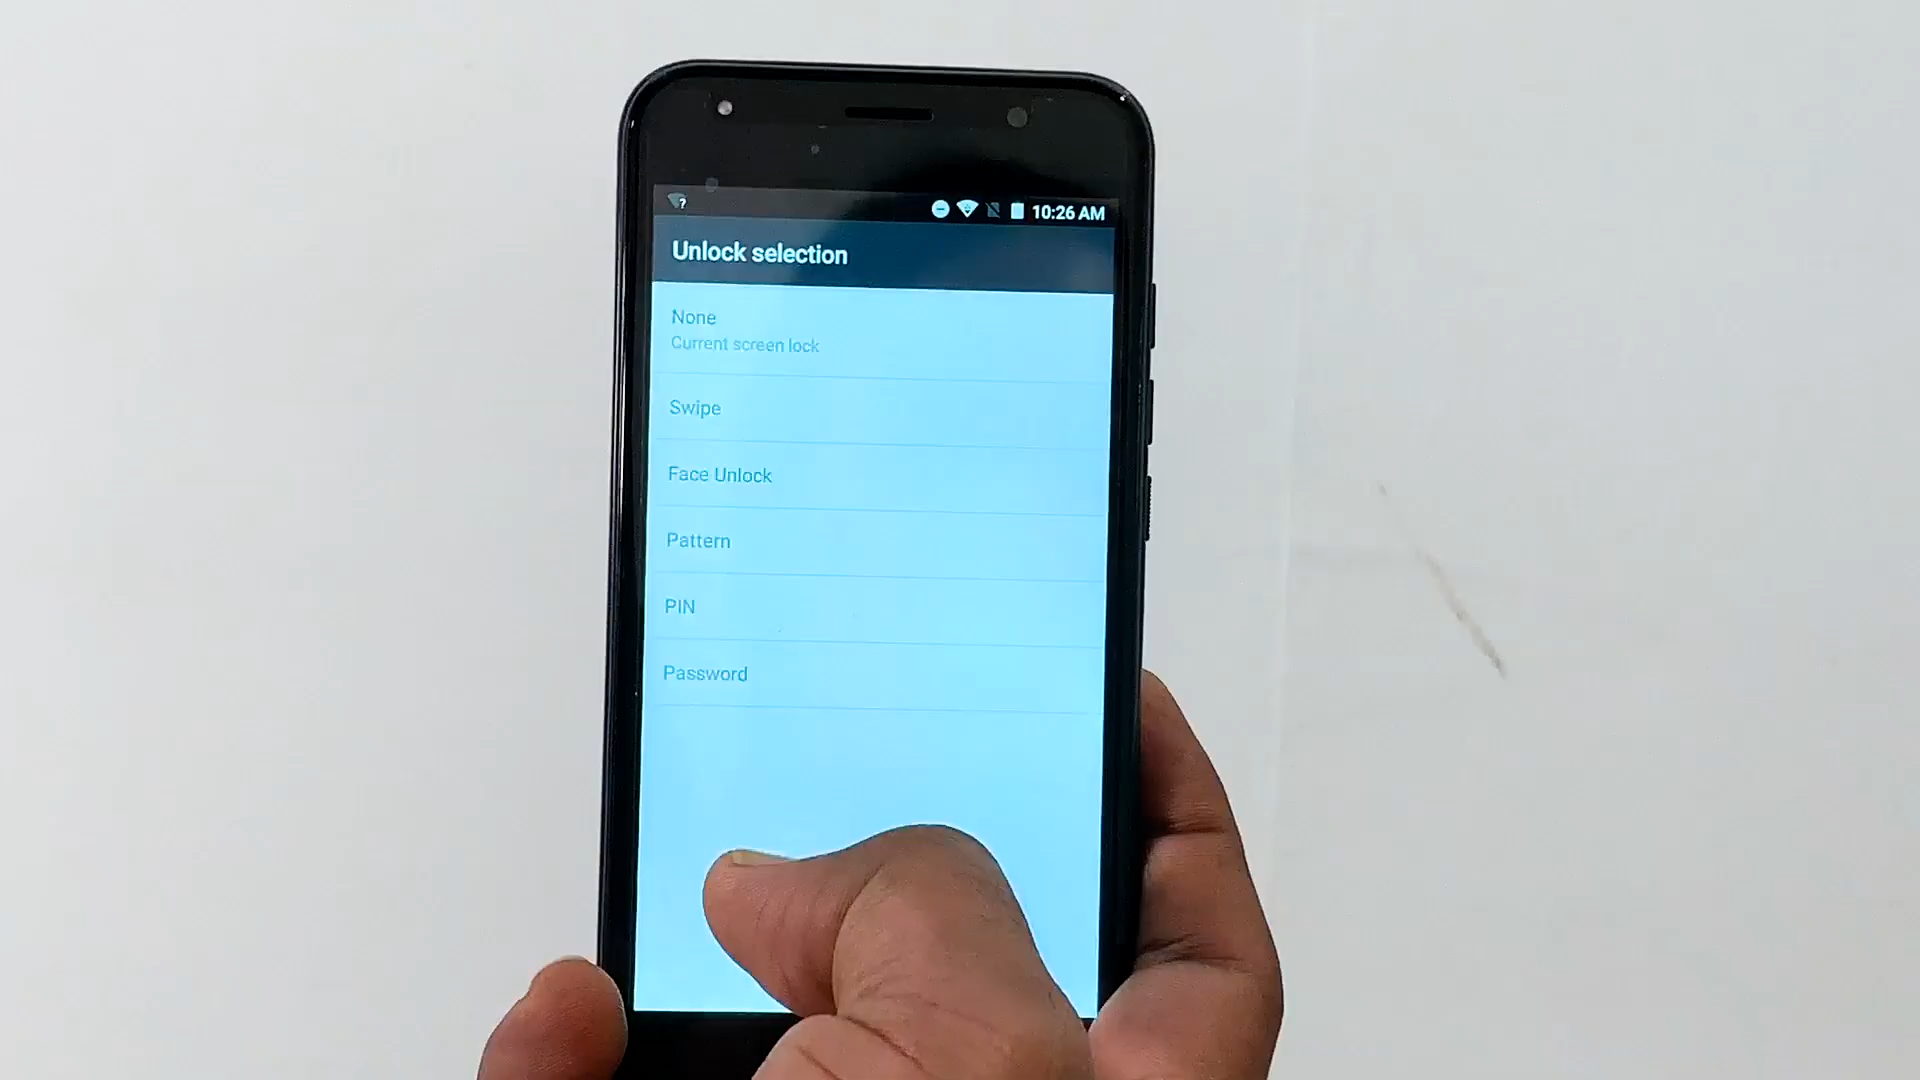 ?
10:26 AM
Unlock selection
None
Current screen lock
Swipe
Face Unlock
Pattern
PIN
Password